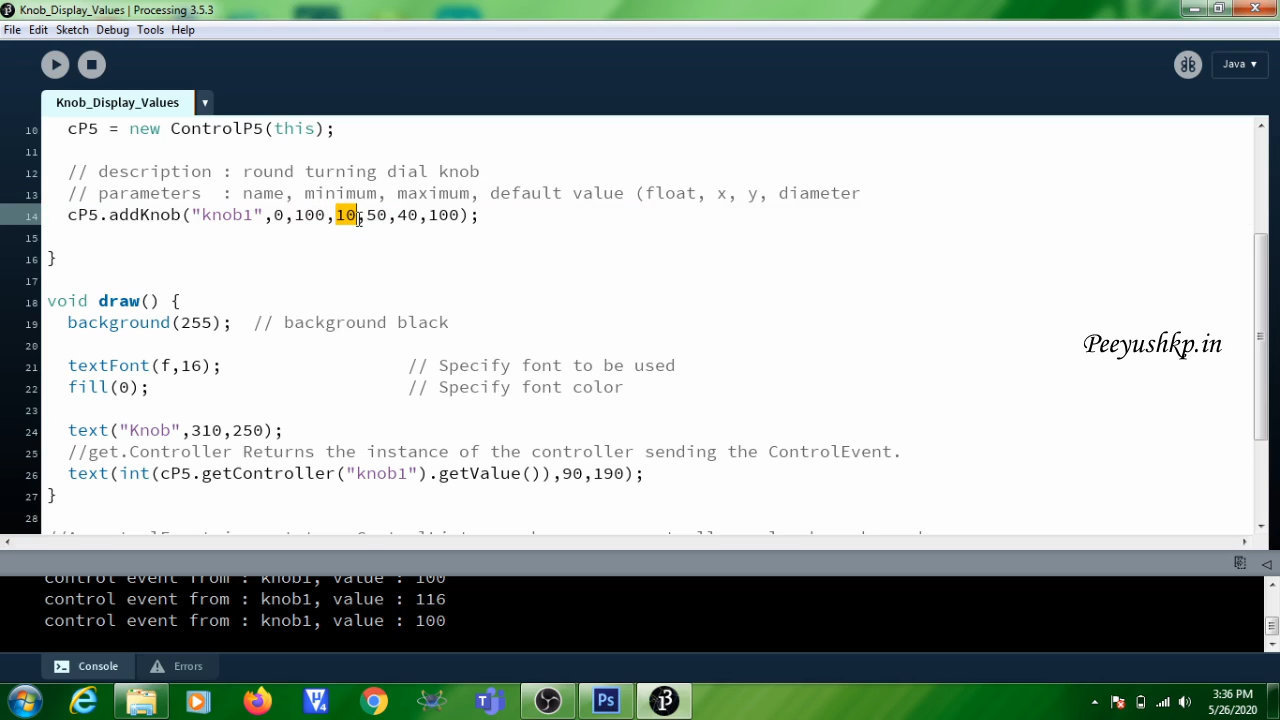 Knob_Display_Values | Processing 3.5.3
File Edit Sketch Debug Tools Help
Java ▾
Knob_Display_Values ▾
10 cP5 = new ControlP5(this);
11
12 // description : round turning dial knob
13 // parameters  : name, minimum, maximum, default value (float, x, y, diameter
14 cP5.addKnob("knob1",0,100,10,50,40,100);
15
16 }
17
18 void draw() {
19 background(255);  // background black
20
21 textFont(f,16);                  // Specify font to be used
22 fill(0);                         // Specify font color
23
24 text("Knob",310,250);
25 //get.Controller Returns the instance of the controller sending the ControlEvent.
26 text(int(cP5.getController("knob1").getValue()),90,190);
27 }
28
Peeyushkp.in
control event from : knob1, value : 100
control event from : knob1, value : 116
control event from : knob1, value : 100
Console Errors
Ps
3:36 PM
5/26/2020